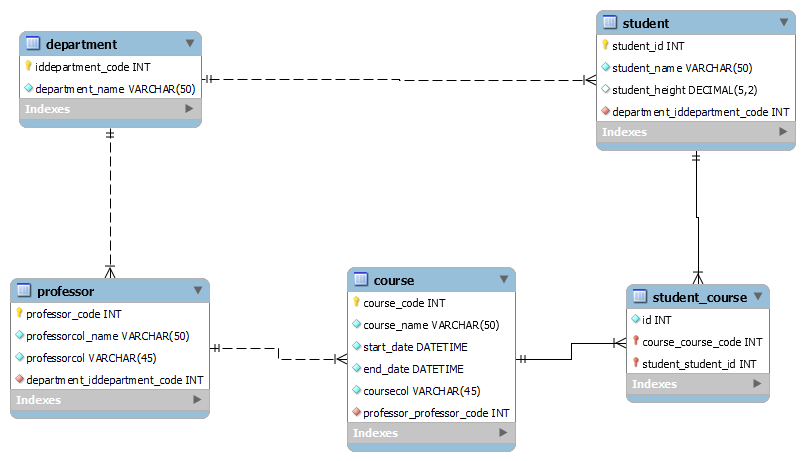 department
iddepartment_code INT
department_name VARCHAR(50)
Indexes
student
student_id INT
student_name VARCHAR(50)
student_height DECIMAL(5,2)
department_iddepartment_code INT
Indexes
professor
professor_code INT
professorcol_name VARCHAR(50)
professorcol VARCHAR(45)
department_iddepartment_code INT
Indexes
course
course_code INT
course_name VARCHAR(50)
start_date DATETIME
end_date DATETIME
coursecol VARCHAR(45)
professor_professor_code INT
Indexes
student_course
id INT
course_course_code INT
student_student_id INT
Indexes